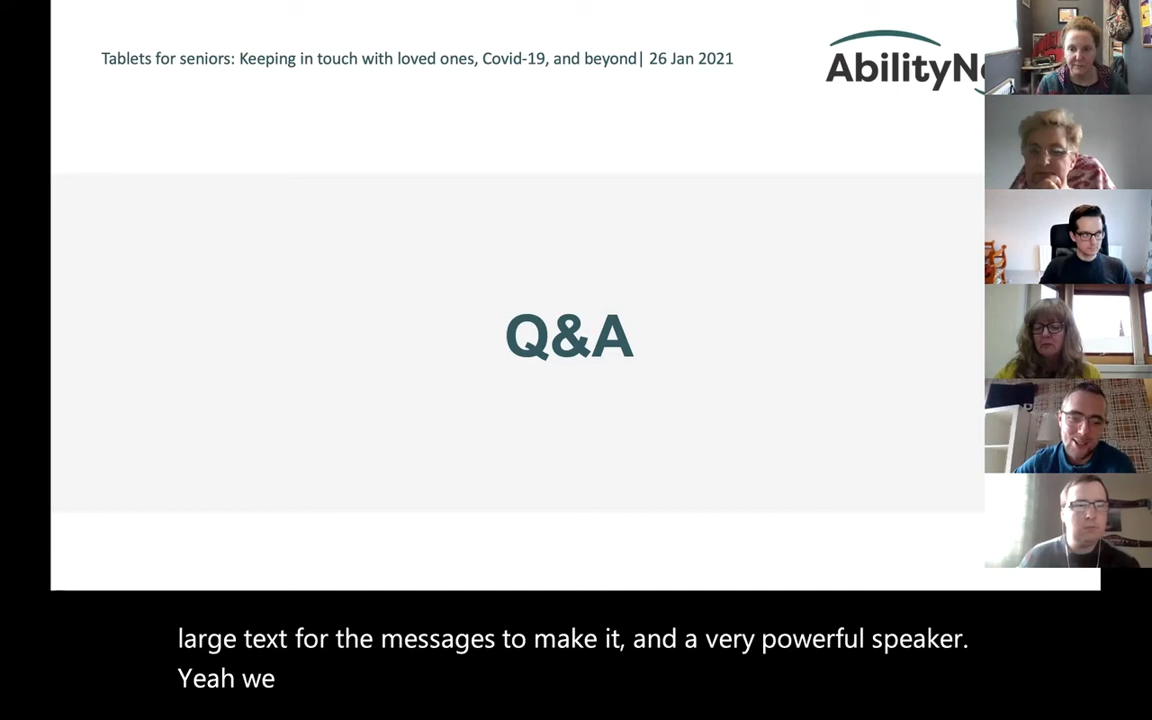 Tablets for seniors: Keeping in touch with loved ones, Covid-19, and beyond| 26 Jan 2021
AbilityN
Q&A
large text for the messages to make it, and a very powerful speaker.
Yeah we